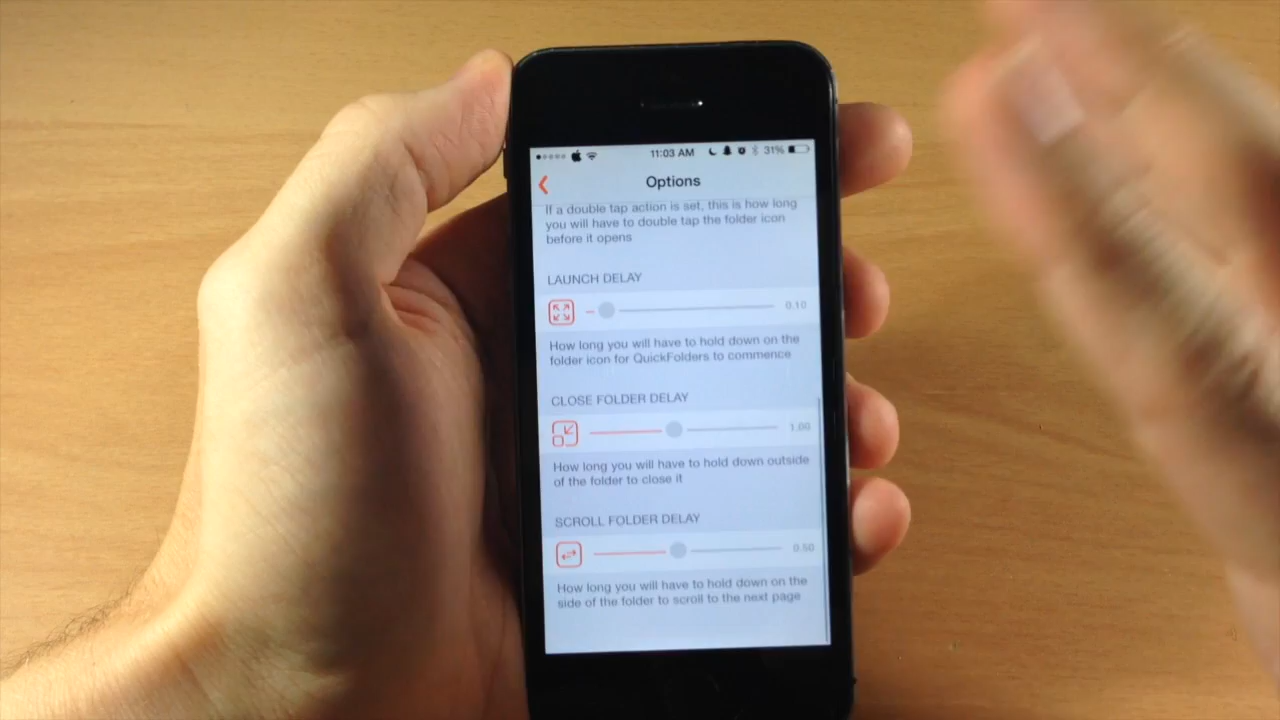 11:03 AM
31%
Options
If a double tap action is set, this is how long
you will have to double tap the folder icon
before it opens
LAUNCH DELAY
0.10
How long you will have to hold down on the
folder icon for QuickFolders to commence
CLOSE FOLDER DELAY
1.00
How long you will have to hold down outside
of the folder to close it
SCROLL FOLDER DELAY
0.50
How long you will have to hold down on the
side of the folder to scroll to the next page